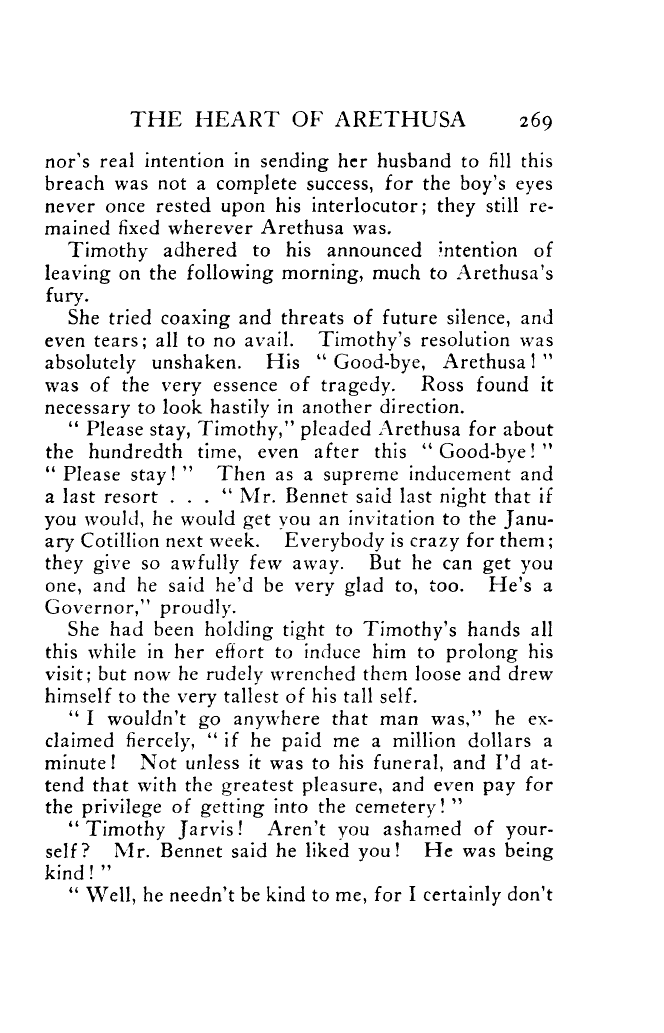 THE HEART OF ARETHUSA 269
nor's real intention in sending her husband to fill this
breach was not a complete success, for the boy's eyes
never once rested upon his interlocutor; they still re-
mained fixed wherever Arethusa was.
Timothy adhered to his announced intention of
leaving on the following morning, much to Arethusa's
fury.
She tried coaxing and threats of future silence, and
even tears; all to no avail. Timothy's resolution was
absolutely unshaken. His "Good-bye, Arethusa!"
was of the very essence of tragedy. Ross found it
necessary to look hastily in another direction.
"Please stay, Timothy," pleaded Arethusa for about
the hundredth time, even after this "Good-bye!"
"Please stay!" Then as a supreme inducement and
a last resort . . . "Mr. Bennet said last night that if
you would, he would get you an invitation to the Janu-
ary Cotillion next week. Everybody is crazy for them;
they give so awfully few away. But he can get you
one, and he said he'd be very glad to, too. He's a
Governor," proudly.
She had been holding tight to Timothy's hands all
this while in her effort to induce him to prolong his
visit; but now he rudely wrenched them loose and drew
himself to the very tallest of his tall self.
"I wouldn't go anywhere that man was," he ex-
claimed fiercely, "if he paid me a million dollars a
minute! Not unless it was to his funeral, and I'd at-
tend that with the greatest pleasure, and even pay for
the privilege of getting into the cemetery!"
"Timothy Jarvis! Aren't you ashamed of your-
self? Mr. Bennet said he liked you! He was being
kind!"
"Well, he needn't be kind to me, for I certainly don't